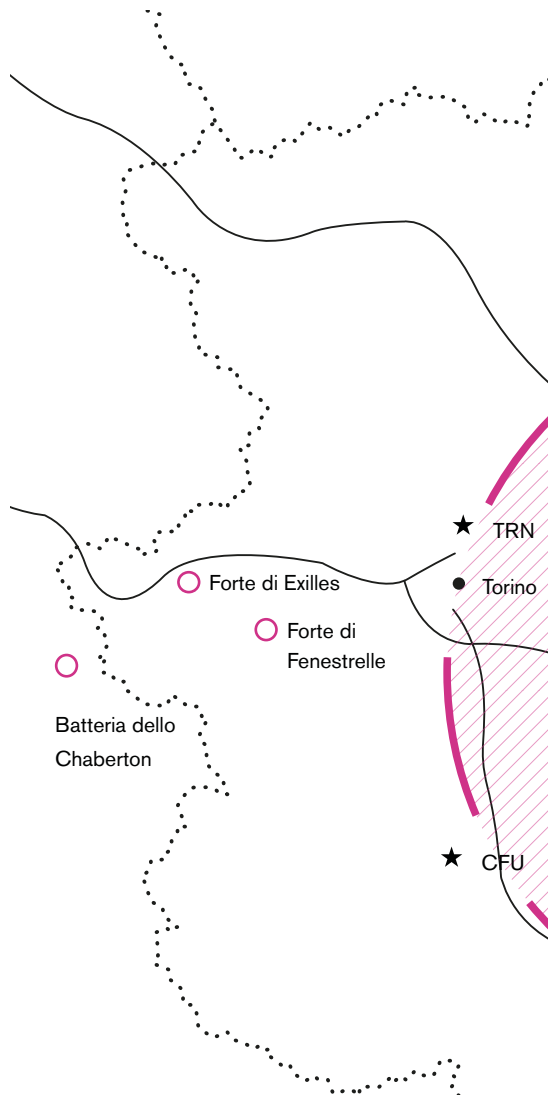 TRN
Forte di Exilles
Torino
Forte di
Fenestrelle
Batteria dello
Chaberton
CFU